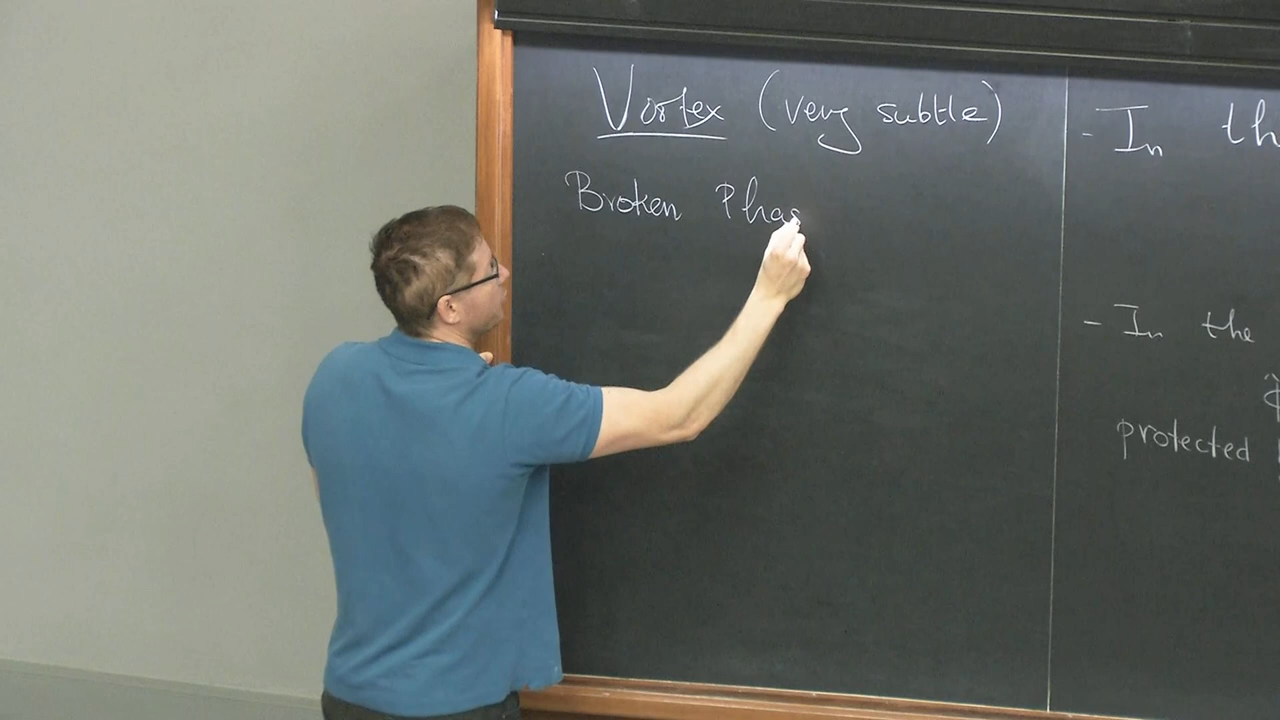 Vortex (very subtle)
Broken Phas
- In th
- In the
protected